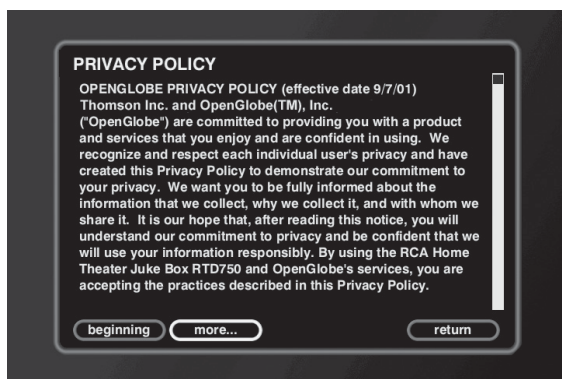 PRIVACY POLICY
OPENGLOBE PRIVACY POLICY (effective date 9/7/01)
Thomson Inc. and OpenGlobe(TM), Inc.
("OpenGlobe") are committed to providing you with a product
and services that you enjoy and are confident in using.  We
recognize and respect each individual user's privacy and have
created this Privacy Policy to demonstrate our commitment to
your privacy.  We want you to be fully informed about the
information that we collect, why we collect it, and with whom we
share it.  It is our hope that, after reading this notice, you will
understand our commitment to privacy and be confident that we
will use your information responsibly. By using the RCA Home
Theater Juke Box RTD750 and OpenGlobe's services, you are
accepting the practices described in this Privacy Policy.
beginning more... return